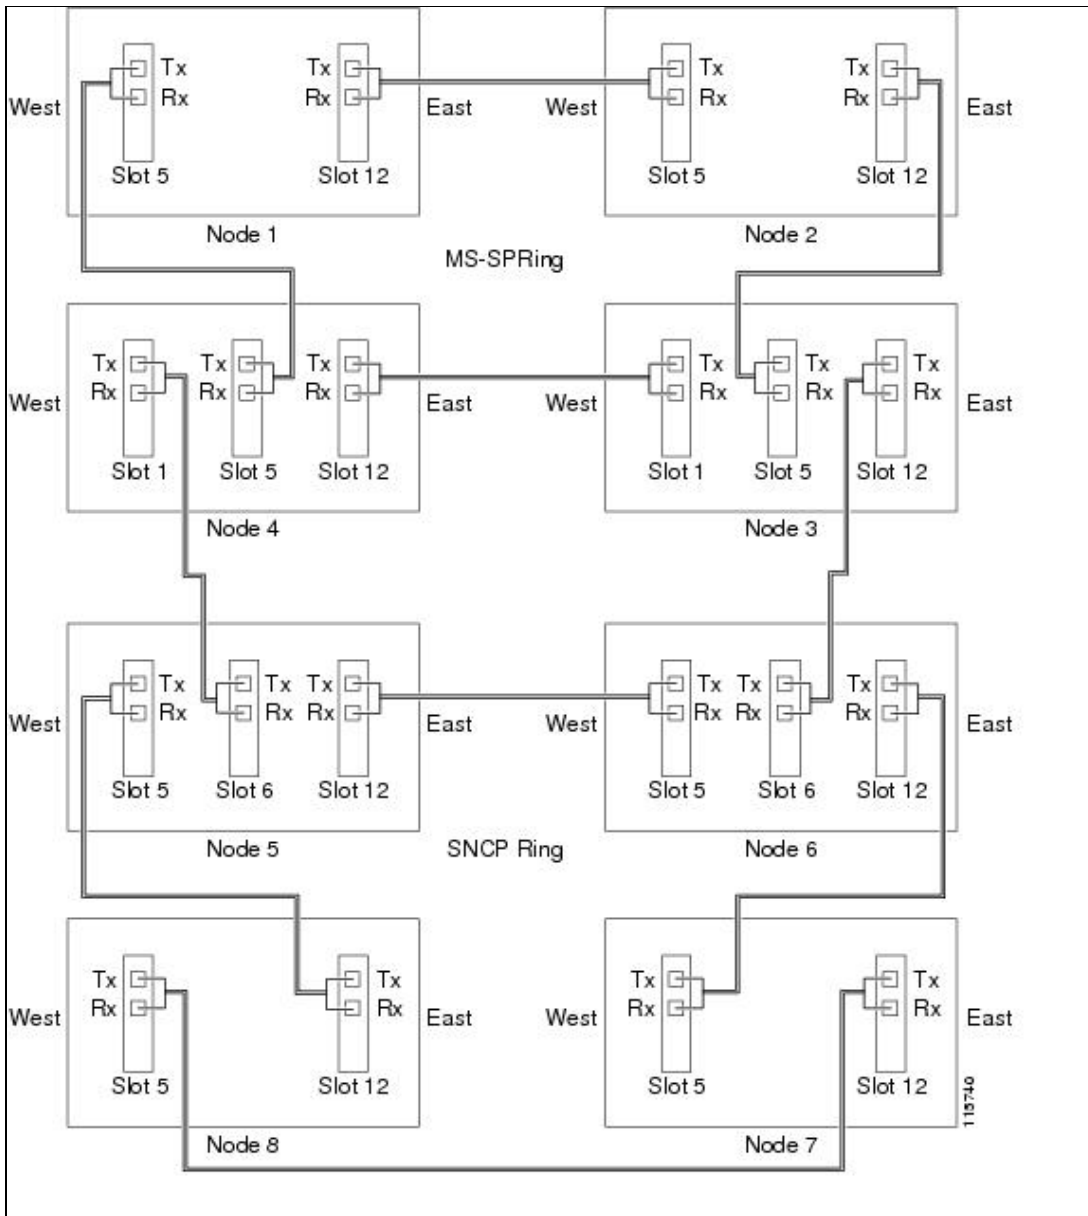 Tx Tx Tx Tx
West Rx Rx East West Rx Rx East
Slot 5 Slot 12 Slot 5 Slot 12
Node 1 Node 2
MS-SPRing
Tx Tx Tx Tx Tx Tx
West Rx Rx Rx East West Rx Rx Rx East
Slot 1 Slot 5 Slot 12 Slot 1 Slot 5 Slot 12
Node 4 Node 3
Tx Tx Tx Tx Tx Tx
West Rx Rx Rx East West Rx Rx Rx East
Slot 5 Slot 6 Slot 12 Slot 5 Slot 6 Slot 12
Node 5 SNCP Ring Node 6
Tx Tx Tx Tx
West Rx Rx East West Rx Rx East
Slot 5 Slot 12 Slot 5 Slot 12
115740
Node 8 Node 7